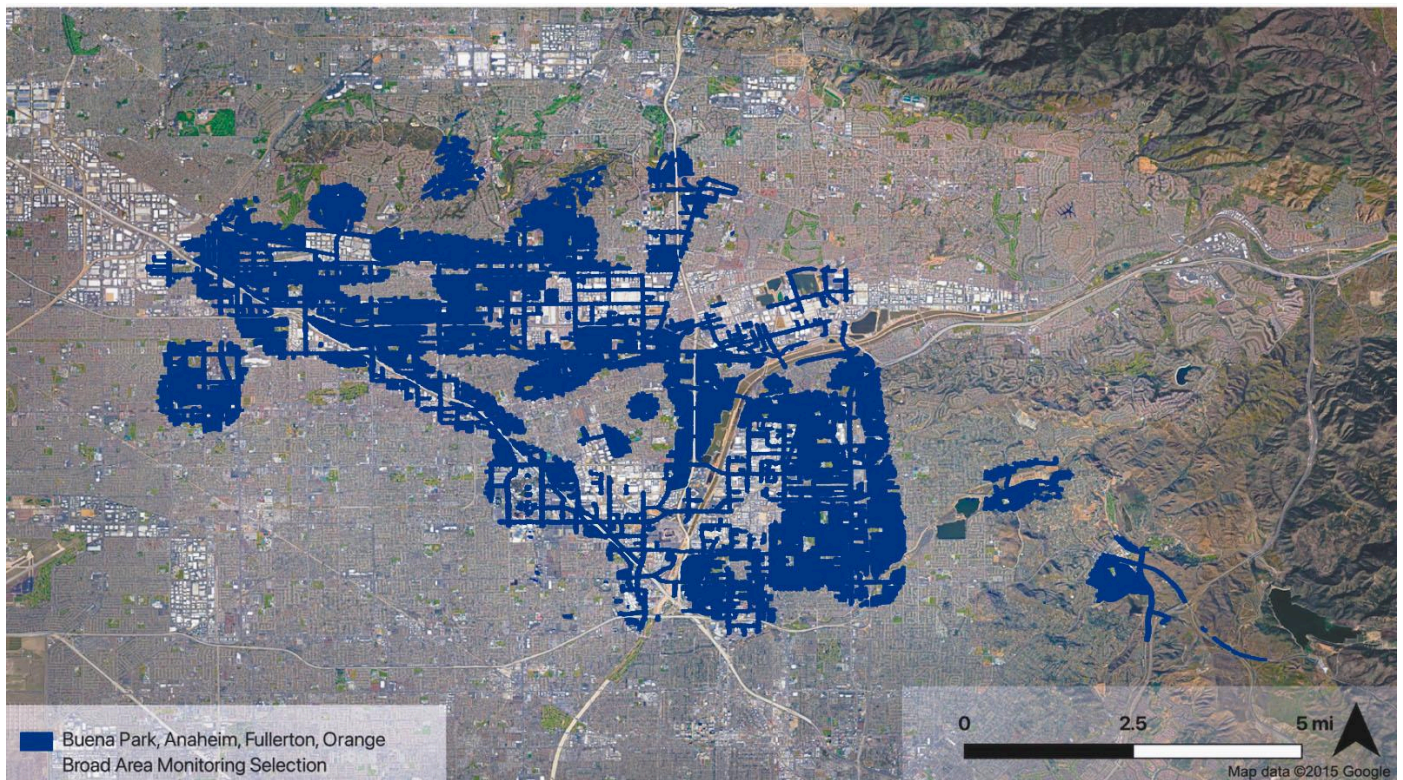 Buena Park, Anaheim, Fullerton, Orange
Broad Area Monitoring Selection
0 2.5 5 mi
Map data ©2015 Google